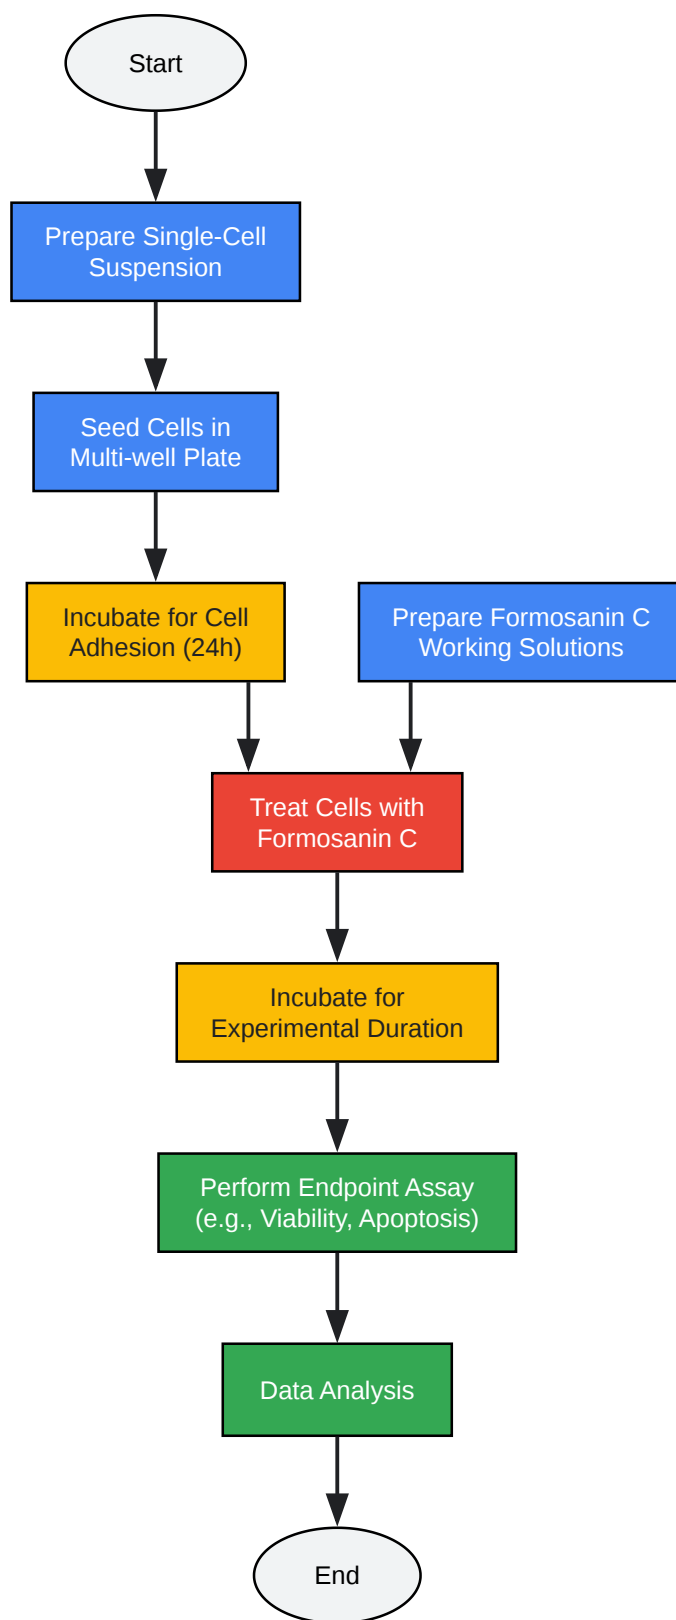 Start
Prepare Single-Cell
Suspension
Seed Cells in
Multi-well Plate
Incubate for Cell
Adhesion (24h)
Prepare Formosanin C
Working Solutions
Treat Cells with
Formosanin C
Incubate for
Experimental Duration
Perform Endpoint Assay
(e.g., Viability, Apoptosis)
Data Analysis
End